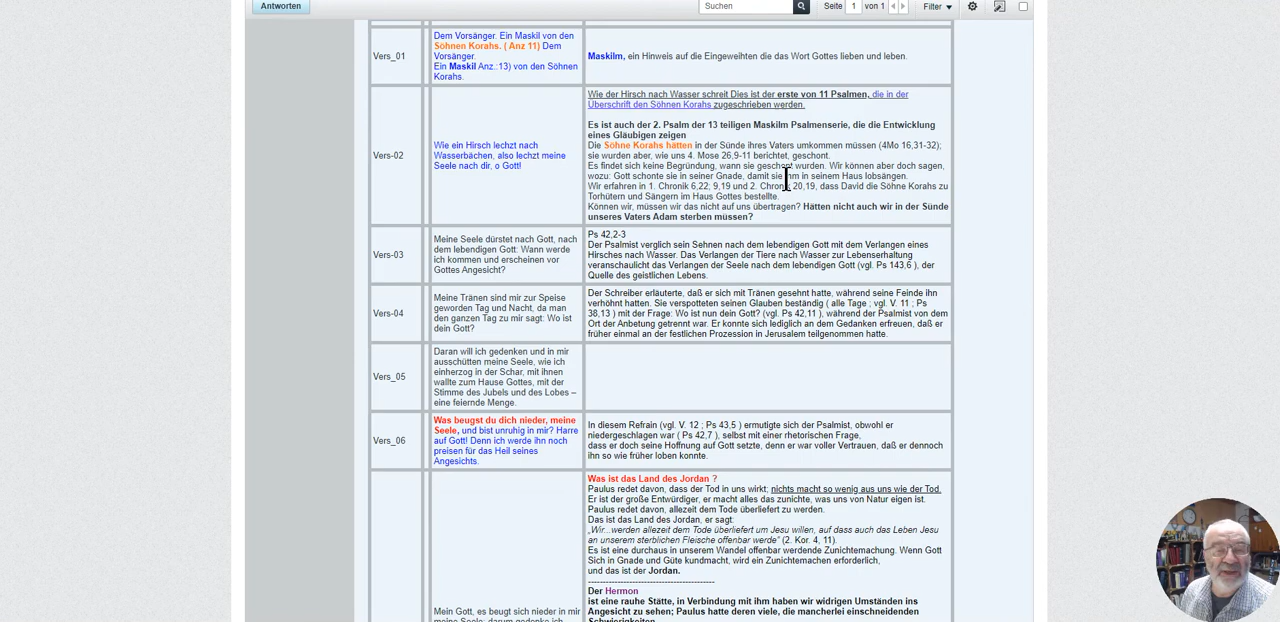 Antworten
Suchen
Seite 1 von 1
Filter
Vers_01
Dem Vorsänger. Ein Maskil von den
Söhnen Korahs. ( Anz 11) Dem
Vorsänger.
Ein Maskil Anz.:13) von den Söhnen
Korahs.
Maskilm, ein Hinweis auf die Eingeweihten die das Wort Gottes lieben und leben.
Vers-02
Wie ein Hirsch lechzt nach
Wasserbächen, also lechzt meine
Seele nach dir, o Gott!
Wie der Hirsch nach Wasser schreit Dies ist der erste von 11 Psalmen, die in der
Überschrift den Söhnen Korahs zugeschrieben werden.
Es ist auch der 2. Psalm der 13 teiligen Maskilm Psalmenserie, die die Entwicklung
eines Gläubigen zeigen
Die Söhne Korahs hätten in der Sünde ihres Vaters umkommen müssen (4Mo 16,31-32);
sie wurden aber, wie uns 4. Mose 26,9-11 berichtet, geschont.
Es findet sich keine Begründung, wann sie geschont wurden. Wir können aber doch sagen,
wozu: Gott schonte sie in seiner Gnade, damit sie ihm in seinem Haus lobsängen.
Wir erfahren in 1. Chronik 6,22; 9,19 und 2. Chronik 20,19, dass David die Söhne Korahs zu
Torhütern und Sängern im Haus Gottes bestellte.
Können wir, müssen wir das nicht auf uns übertragen? Hätten nicht auch wir in der Sünde
unseres Vaters Adam sterben müssen?
Vers-03
Meine Seele dürstet nach Gott, nach
dem lebendigen Gott: Wann werde
ich kommen und erscheinen vor
Gottes Angesicht?
Ps 42,2-3
Der Psalmist verglich sein Sehnen nach dem lebendigen Gott mit dem Verlangen eines
Hirsches nach Wasser. Das Verlangen der Tiere nach Wasser zur Lebenserhaltung
veranschaulicht das Verlangen der Seele nach dem lebendigen Gott (vgl. Ps 143,6 ), der
Quelle des geistlichen Lebens.
Vers-04
Meine Tränen sind mir zur Speise
geworden Tag und Nacht, da man
den ganzen Tag zu mir sagt: Wo ist
dein Gott?
Der Schreiber erläuterte, daß er sich mit Tränen gesehnt hatte, während seine Feinde ihn
verhöhnt hatten. Sie verspotteten seinen Glauben beständig ( alle Tage ; vgl. V. 11 ; Ps
38,13 ) mit der Frage: Wo ist nun dein Gott? (vgl. Ps 42,11 ), während der Psalmist von dem
Ort der Anbetung getrennt war. Er konnte sich lediglich an dem Gedanken erfreuen, daß er
früher einmal an der festlichen Prozession in Jerusalem teilgenommen hatte.
Vers_05
Daran will ich gedenken und in mir
ausschütten meine Seele, wie ich
einherzog in der Schar, mit ihnen
wallte zum Hause Gottes, mit der
Stimme des Jubels und des Lobes –
eine feiernde Menge.
Vers_06
Was beugst du dich nieder, meine
Seele, und bist unruhig in mir? Harre
auf Gott! Denn ich werde ihn noch
preisen für das Heil seines
Angesichts.
In diesem Refrain (vgl. V. 12 ; Ps 43,5 ) ermutigte sich der Psalmist, obwohl er
niedergeschlagen war ( Ps 42,7 ), selbst mit einer rhetorischen Frage,
dass er doch seine Hoffnung auf Gott setzte, denn er war voller Vertrauen, daß er dennoch
ihn so wie früher loben konnte.
Mein Gott, es beugt sich nieder in mir
Was ist das Land des Jordan ?
Paulus redet davon, dass der Tod in uns wirkt; nichts macht so wenig aus uns wie der Tod.
Er ist der große Entwürdiger, er macht alles das zunichte, was uns von Natur eigen ist.
Paulus redet davon, allezeit dem Tode überliefert zu werden.
Das ist das Land des Jordan, er sagt:
„Wir...werden allezeit dem Tode überliefert um Jesu willen, auf dass auch das Leben Jesu
an unserem sterblichen Fleische offenbar werde" (2. Kor. 4, 11).
Es ist eine durchaus in unserem Wandel offenbar werdende Zunichtemachung. Wenn Gott
Sich in Gnade und Güte kundmacht, wird ein Zunichtemachen erforderlich,
und das ist der Jordan.
-------------------------------------------
Der Hermon
ist eine rauhe Stätte, in Verbindung mit ihm haben wir widrigen Umständen ins
Angesicht zu sehen; Paulus hatte deren viele, die mancherlei einschneidenden